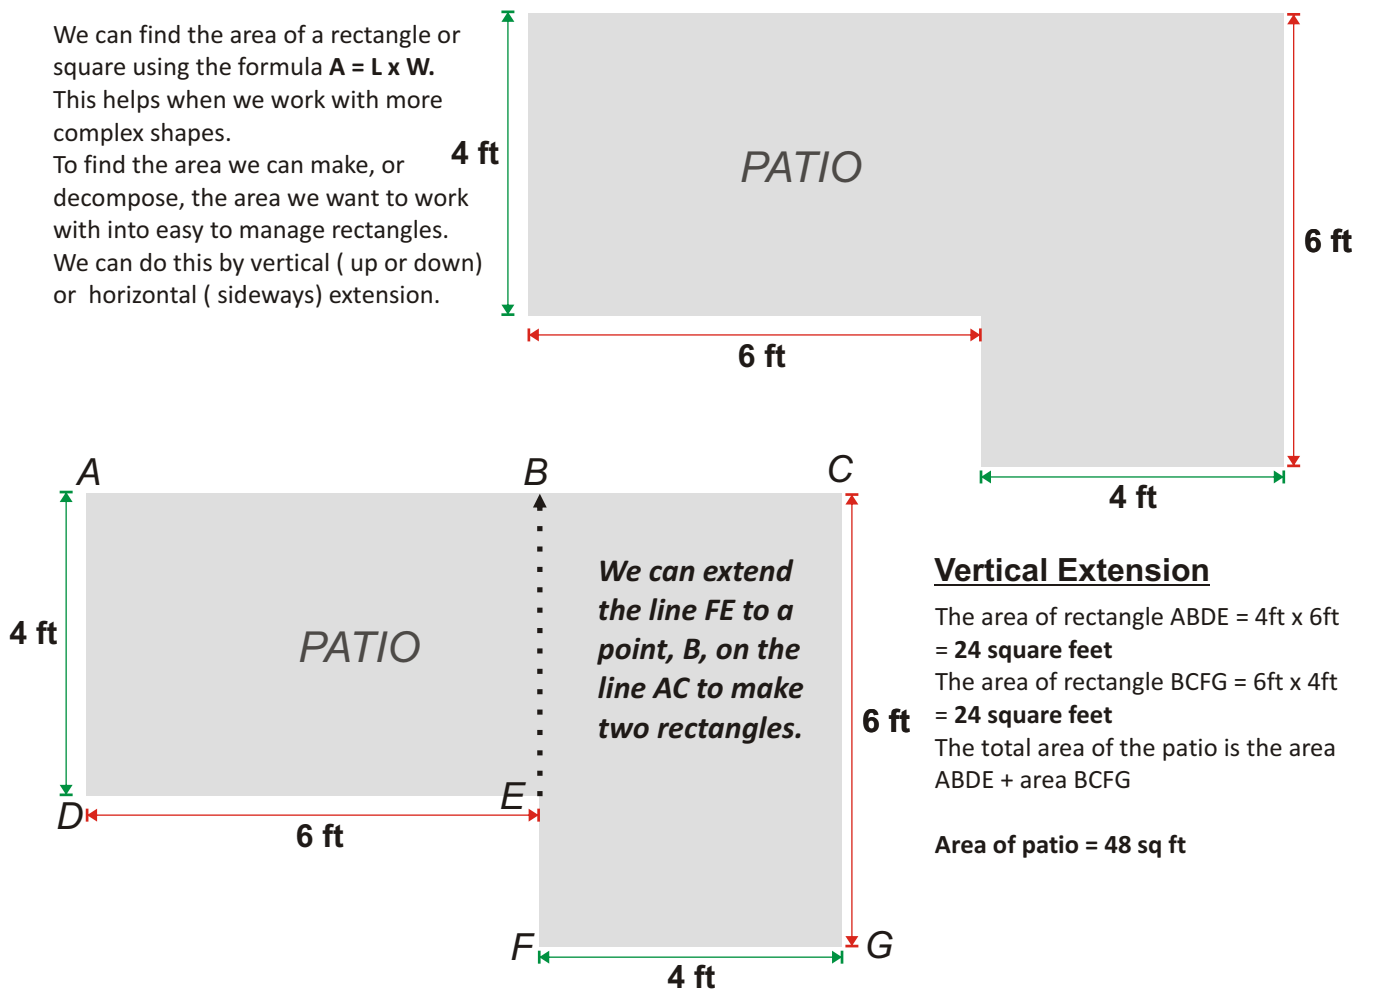 We can find the area of a rectangle or
square using the formula A = L x W.
This helps when we work with more
complex shapes.
To find the area we can make, or
decompose, the area we want to work
with into easy to manage rectangles.
We can do this by vertical ( up or down)
or horizontal ( sideways) extension.
4 ft
PATIO
6 ft
6 ft
4 ft
A
B
C
4 ft
PATIO
We can extend
the line FE to a
point, B, on the
line AC to make
two rectangles.
6 ft
D
E
6 ft
F
G
4 ft
Vertical Extension
The area of rectangle ABDE = 4ft x 6ft
= 24 square feet
The area of rectangle BCFG = 6ft x 4ft
= 24 square feet
The total area of the patio is the area
ABDE + area BCFG
Area of patio = 48 sq ft